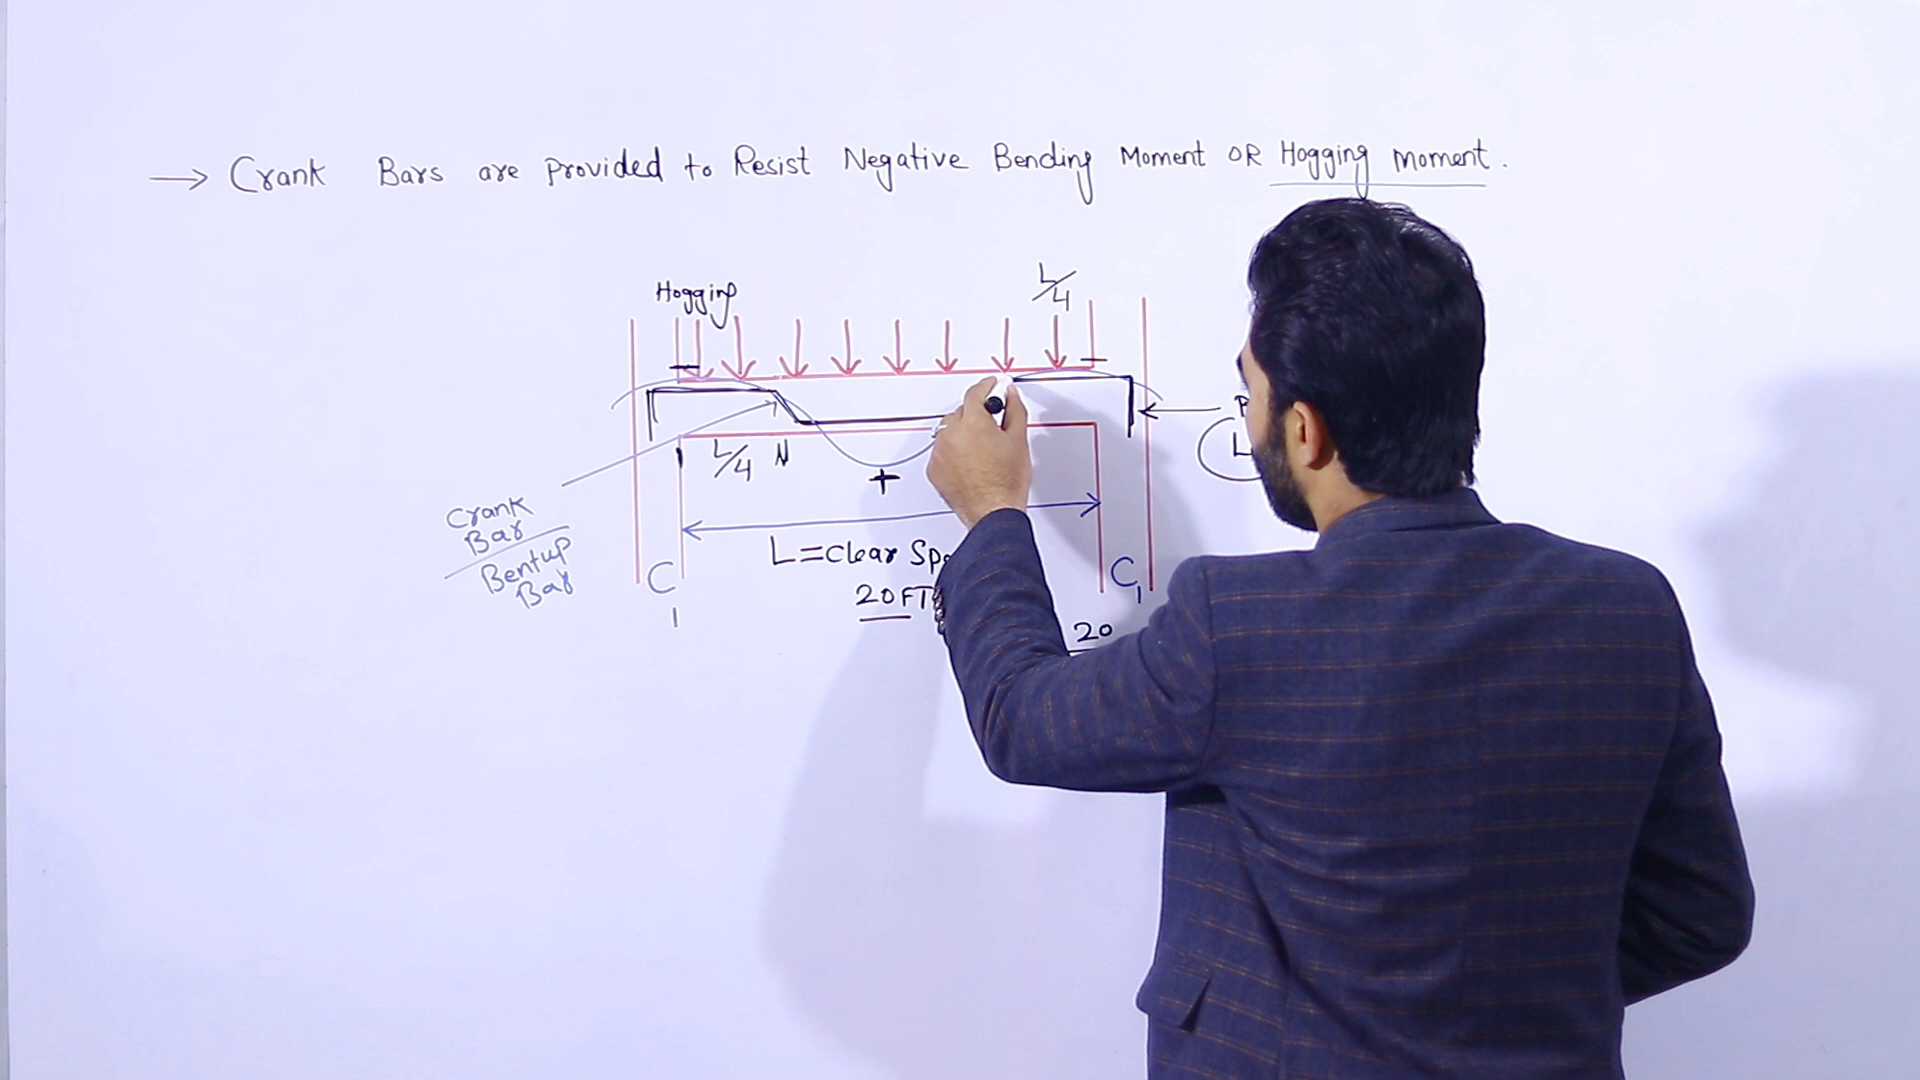 → Crank Bars are provided to Resist Negative Bending Moment OR Hogging moment.
Hogging
L/4
L/4
N
+
Crank
Bar
Bentup
Bar
L=Clear
20FT
C1
C1
20